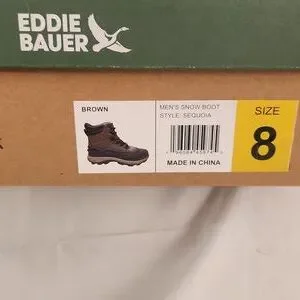 EDDIE
BAUER
BROWN
MEN'S SNOW BOOT
STYLE: SEQUOIA
MADE IN CHINA
SIZE
8